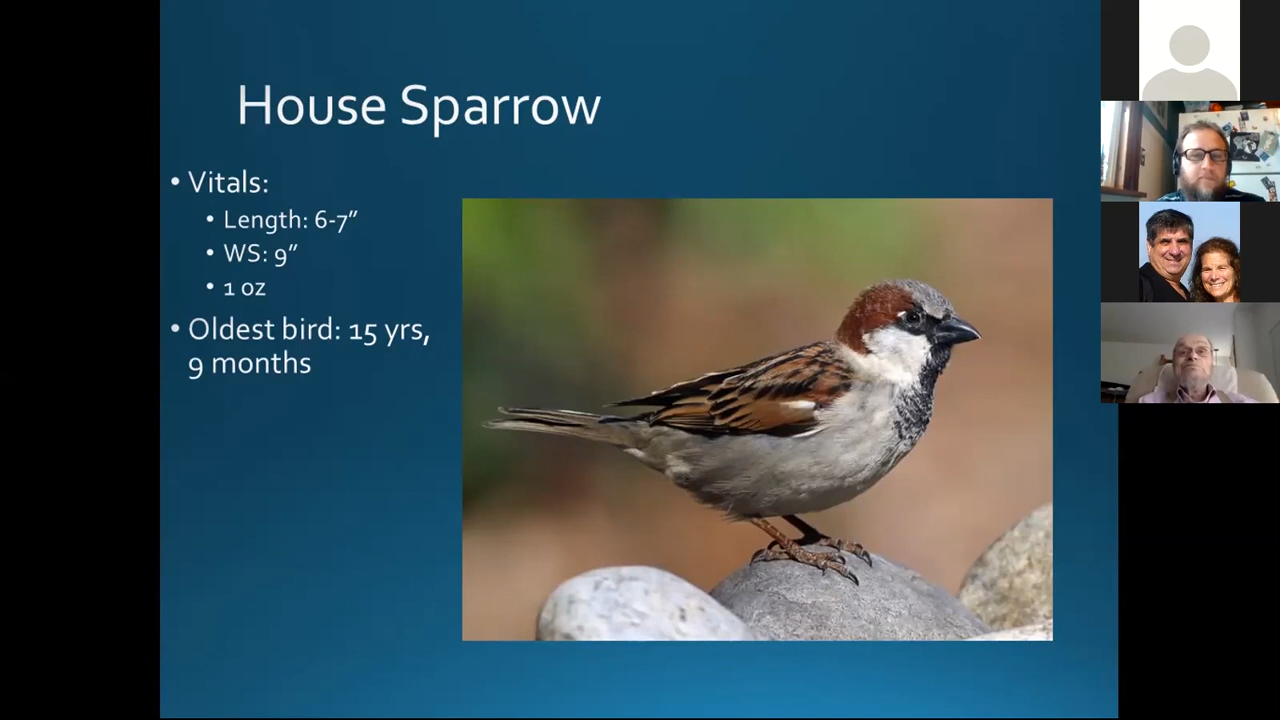 House Sparrow
• Vitals:
• Length: 6-7”
• WS: 9”
• 1 oz
• Oldest bird: 15 yrs,
9 months